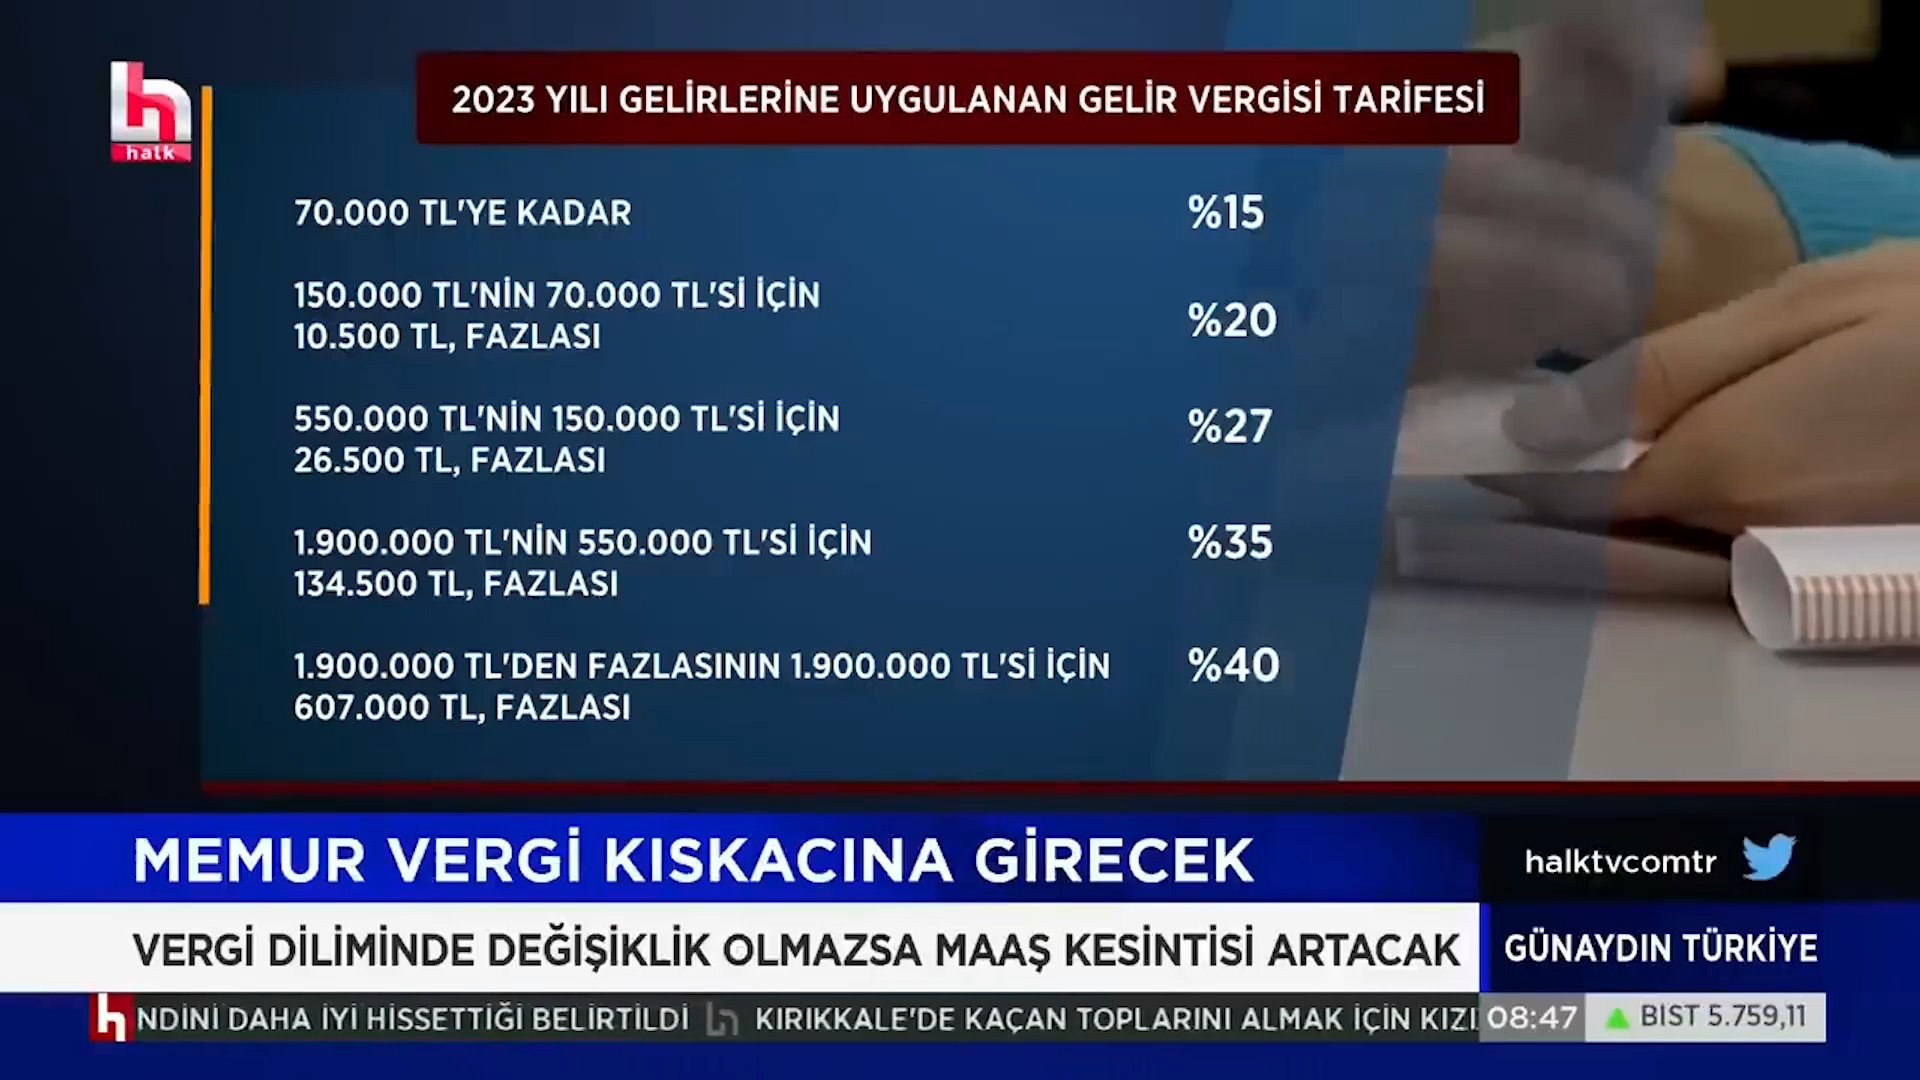 halk
2023 YILI GELİRLERİNE UYGULANAN GELİR VERGİSİ TARİFESİ
70.000 TL'YE KADAR %15
150.000 TL'NİN 70.000 TL'Sİ İÇİN
10.500 TL, FAZLASI %20
550.000 TL'NİN 150.000 TL'Sİ İÇİN
26.500 TL, FAZLASI %27
1.900.000 TL'NİN 550.000 TL'Sİ İÇİN %35
134.500 TL, FAZLASI
1.900.000 TL'DEN FAZLASININ 1.900.000 TL'Sİ İÇİN %40
607.000 TL, FAZLASI
MEMUR VERGİ KISKACINA GİRECEK
halktvcomtr
VERGİ DİLİMİNDE DEĞİŞİKLİK OLMAZSA MAAŞ KESİNTİSİ ARTACAK
GÜNAYDIN TÜRKİYE
NDİNİ DAHA İYİ HİSSETTİĞİ BELİRTİLDİ KIRIKKALE'DE KAÇAN TOPLARINI ALMAK İÇİN KIZI 08:47 BIST 5.759,11